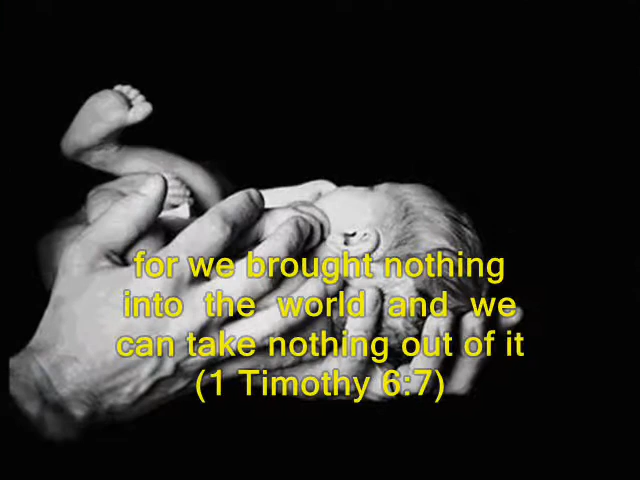 for we brought nothing
into the world and we
can take nothing out of it
(1 Timothy 6:7)